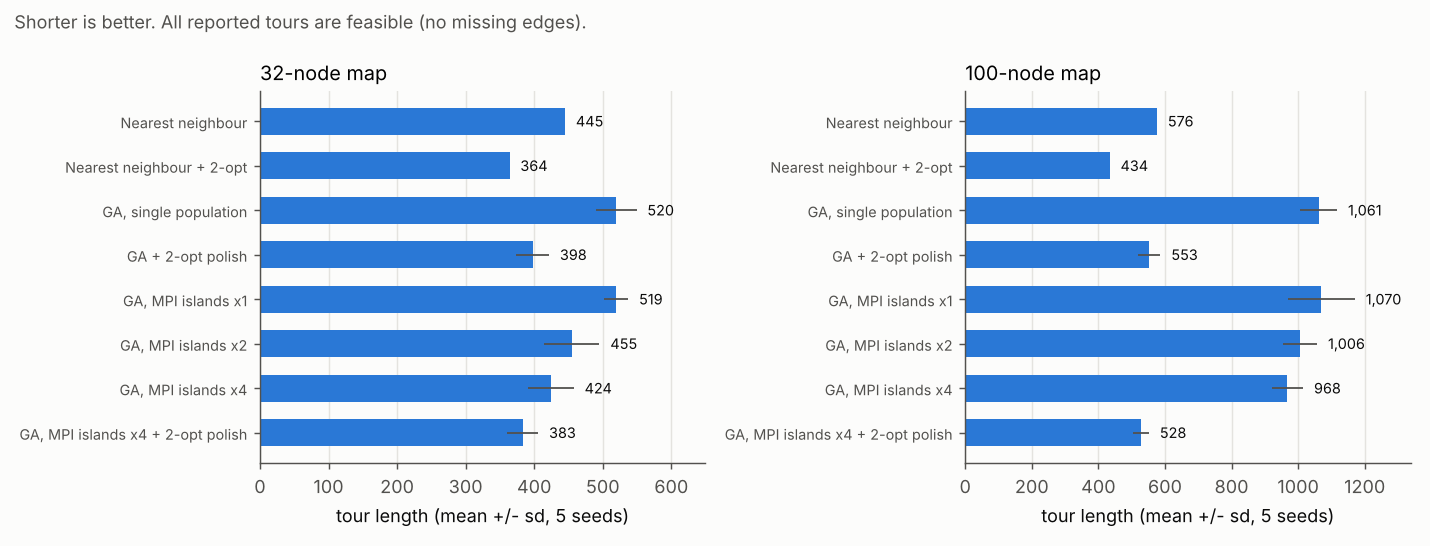 Shorter is better. All reported tours are feasible (no missing edges).
32-node map
Nearest neighbour 445
Nearest neighbour + 2-opt 364
GA, single population 520
GA + 2-opt polish 398
GA, MPI islands x1 519
GA, MPI islands x2 455
GA, MPI islands x4 424
GA, MPI islands x4 + 2-opt polish 383
0 100 200 300 400 500 600
tour length (mean +/- sd, 5 seeds)
100-node map
Nearest neighbour 576
Nearest neighbour + 2-opt 434
GA, single population 1,061
GA + 2-opt polish 553
GA, MPI islands x1 1,070
GA, MPI islands x2 1,006
GA, MPI islands x4 968
GA, MPI islands x4 + 2-opt polish 528
0 200 400 600 800 1000 1200
tour length (mean +/- sd, 5 seeds)